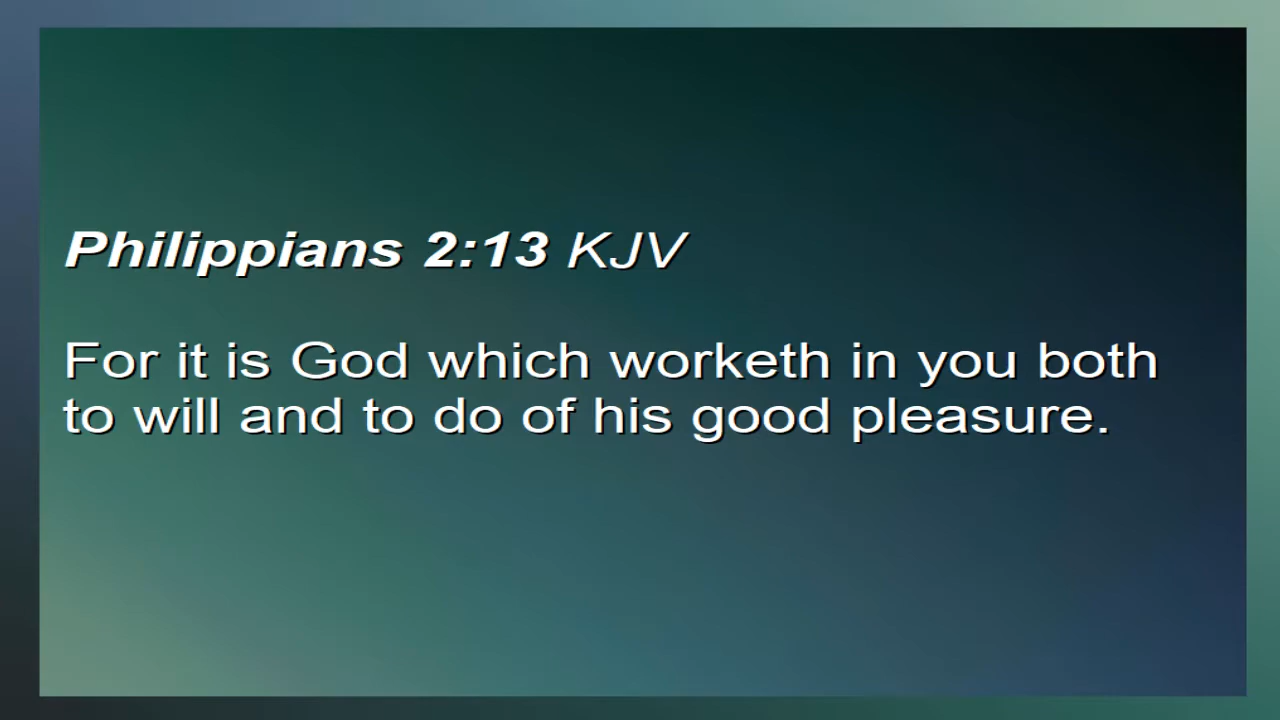 Philippians 2:13 KJV
For it is God which worketh in you both
to will and to do of his good pleasure.